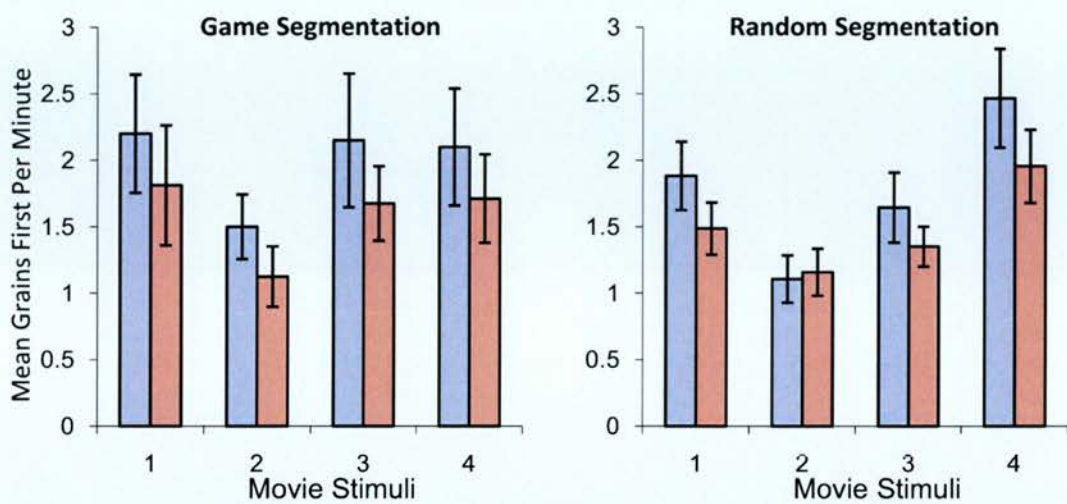 Game Segmentation
Mean Grains First Per Minute
3
2.5
2
1.5
1
0.5
0
1 2 3 4
Movie Stimuli
Random Segmentation
3
2.5
2
1.5
1
0.5
0
1 2 3 4
Movie Stimuli